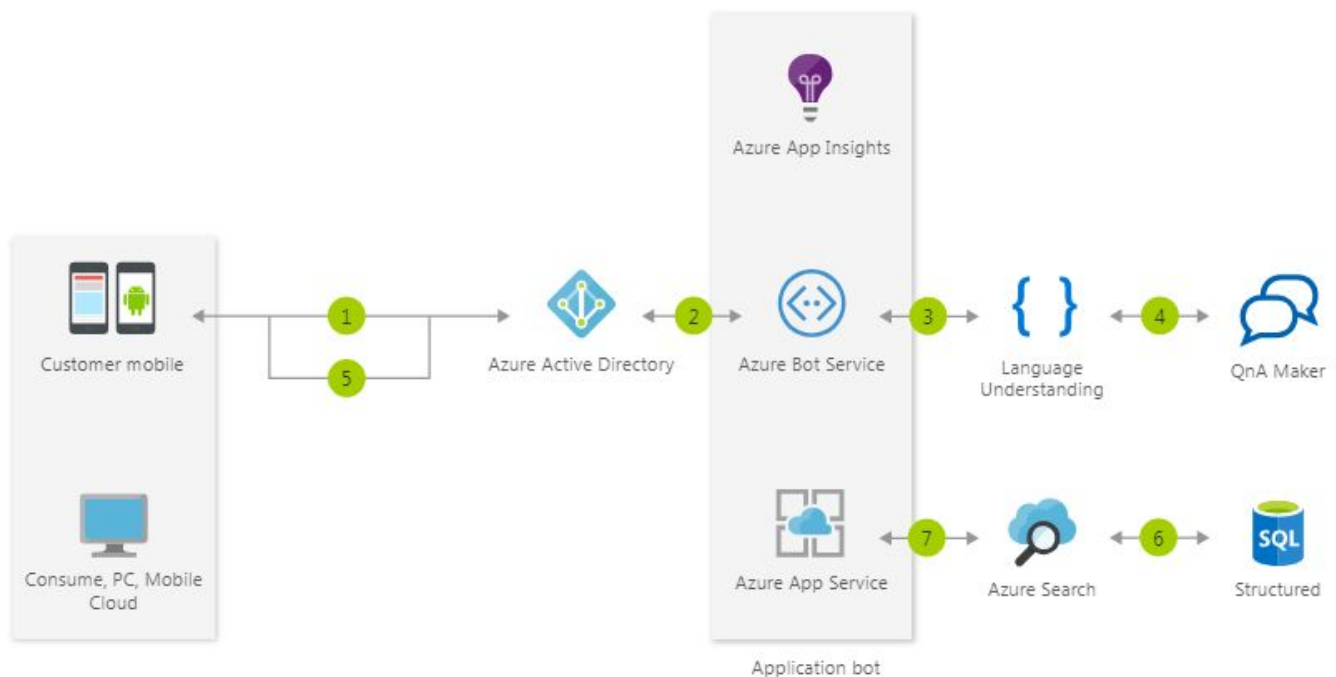 Azure App Insights
1
2
3
4
5
Customer mobile
Azure Active Directory
Azure Bot Service
Language
Understanding
QnA Maker
7
6
SQL
Consume, PC, Mobile
Cloud
Azure App Service
Azure Search
Structured
Application bot